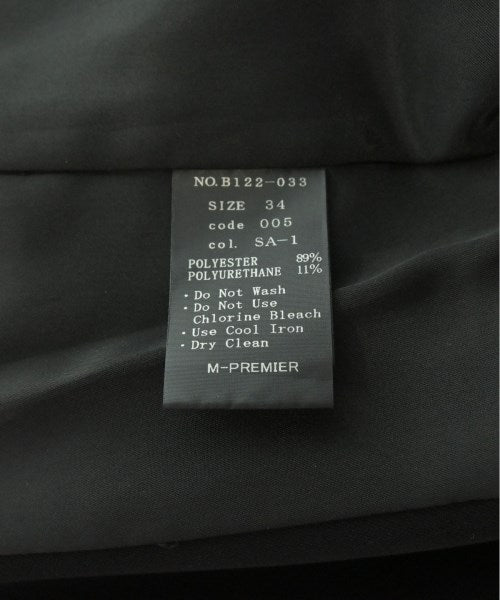 NO.B122-033
SIZE 34
code 005
col. SA-1
POLYESTER 89%
POLYURETHANE 11%
・Do Not Wash
・Do Not Use
Chlorine Bleach
・Use Cool Iron
・Dry Clean
M-PREMIER